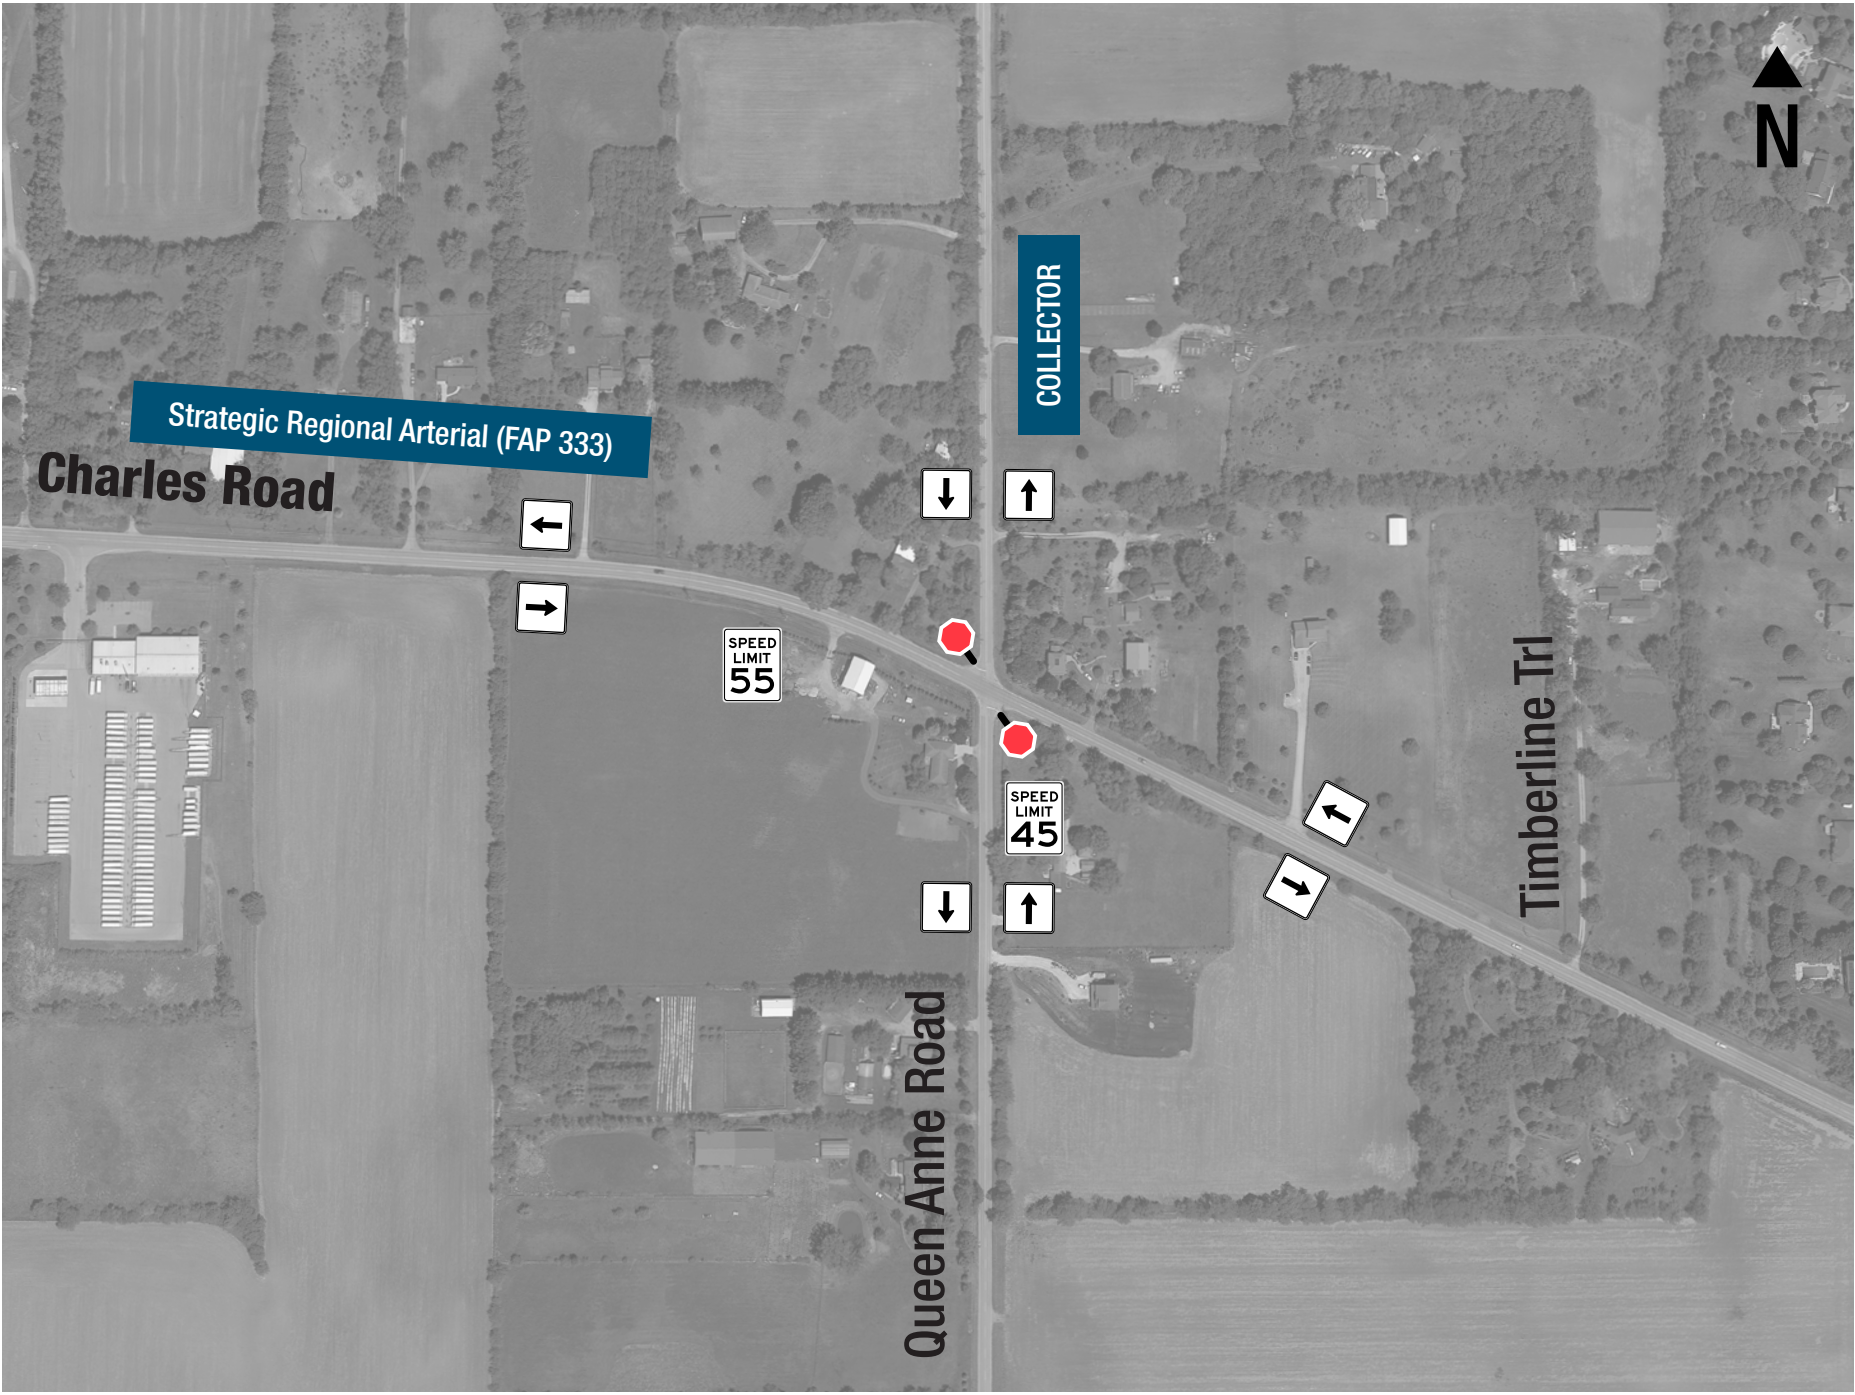 N
COLLECTOR
Strategic Regional Arterial (FAP 333)
Charles Road
SPEED
LIMIT
55
Timberline Trl
SPEED
LIMIT
45
Queen Anne Road